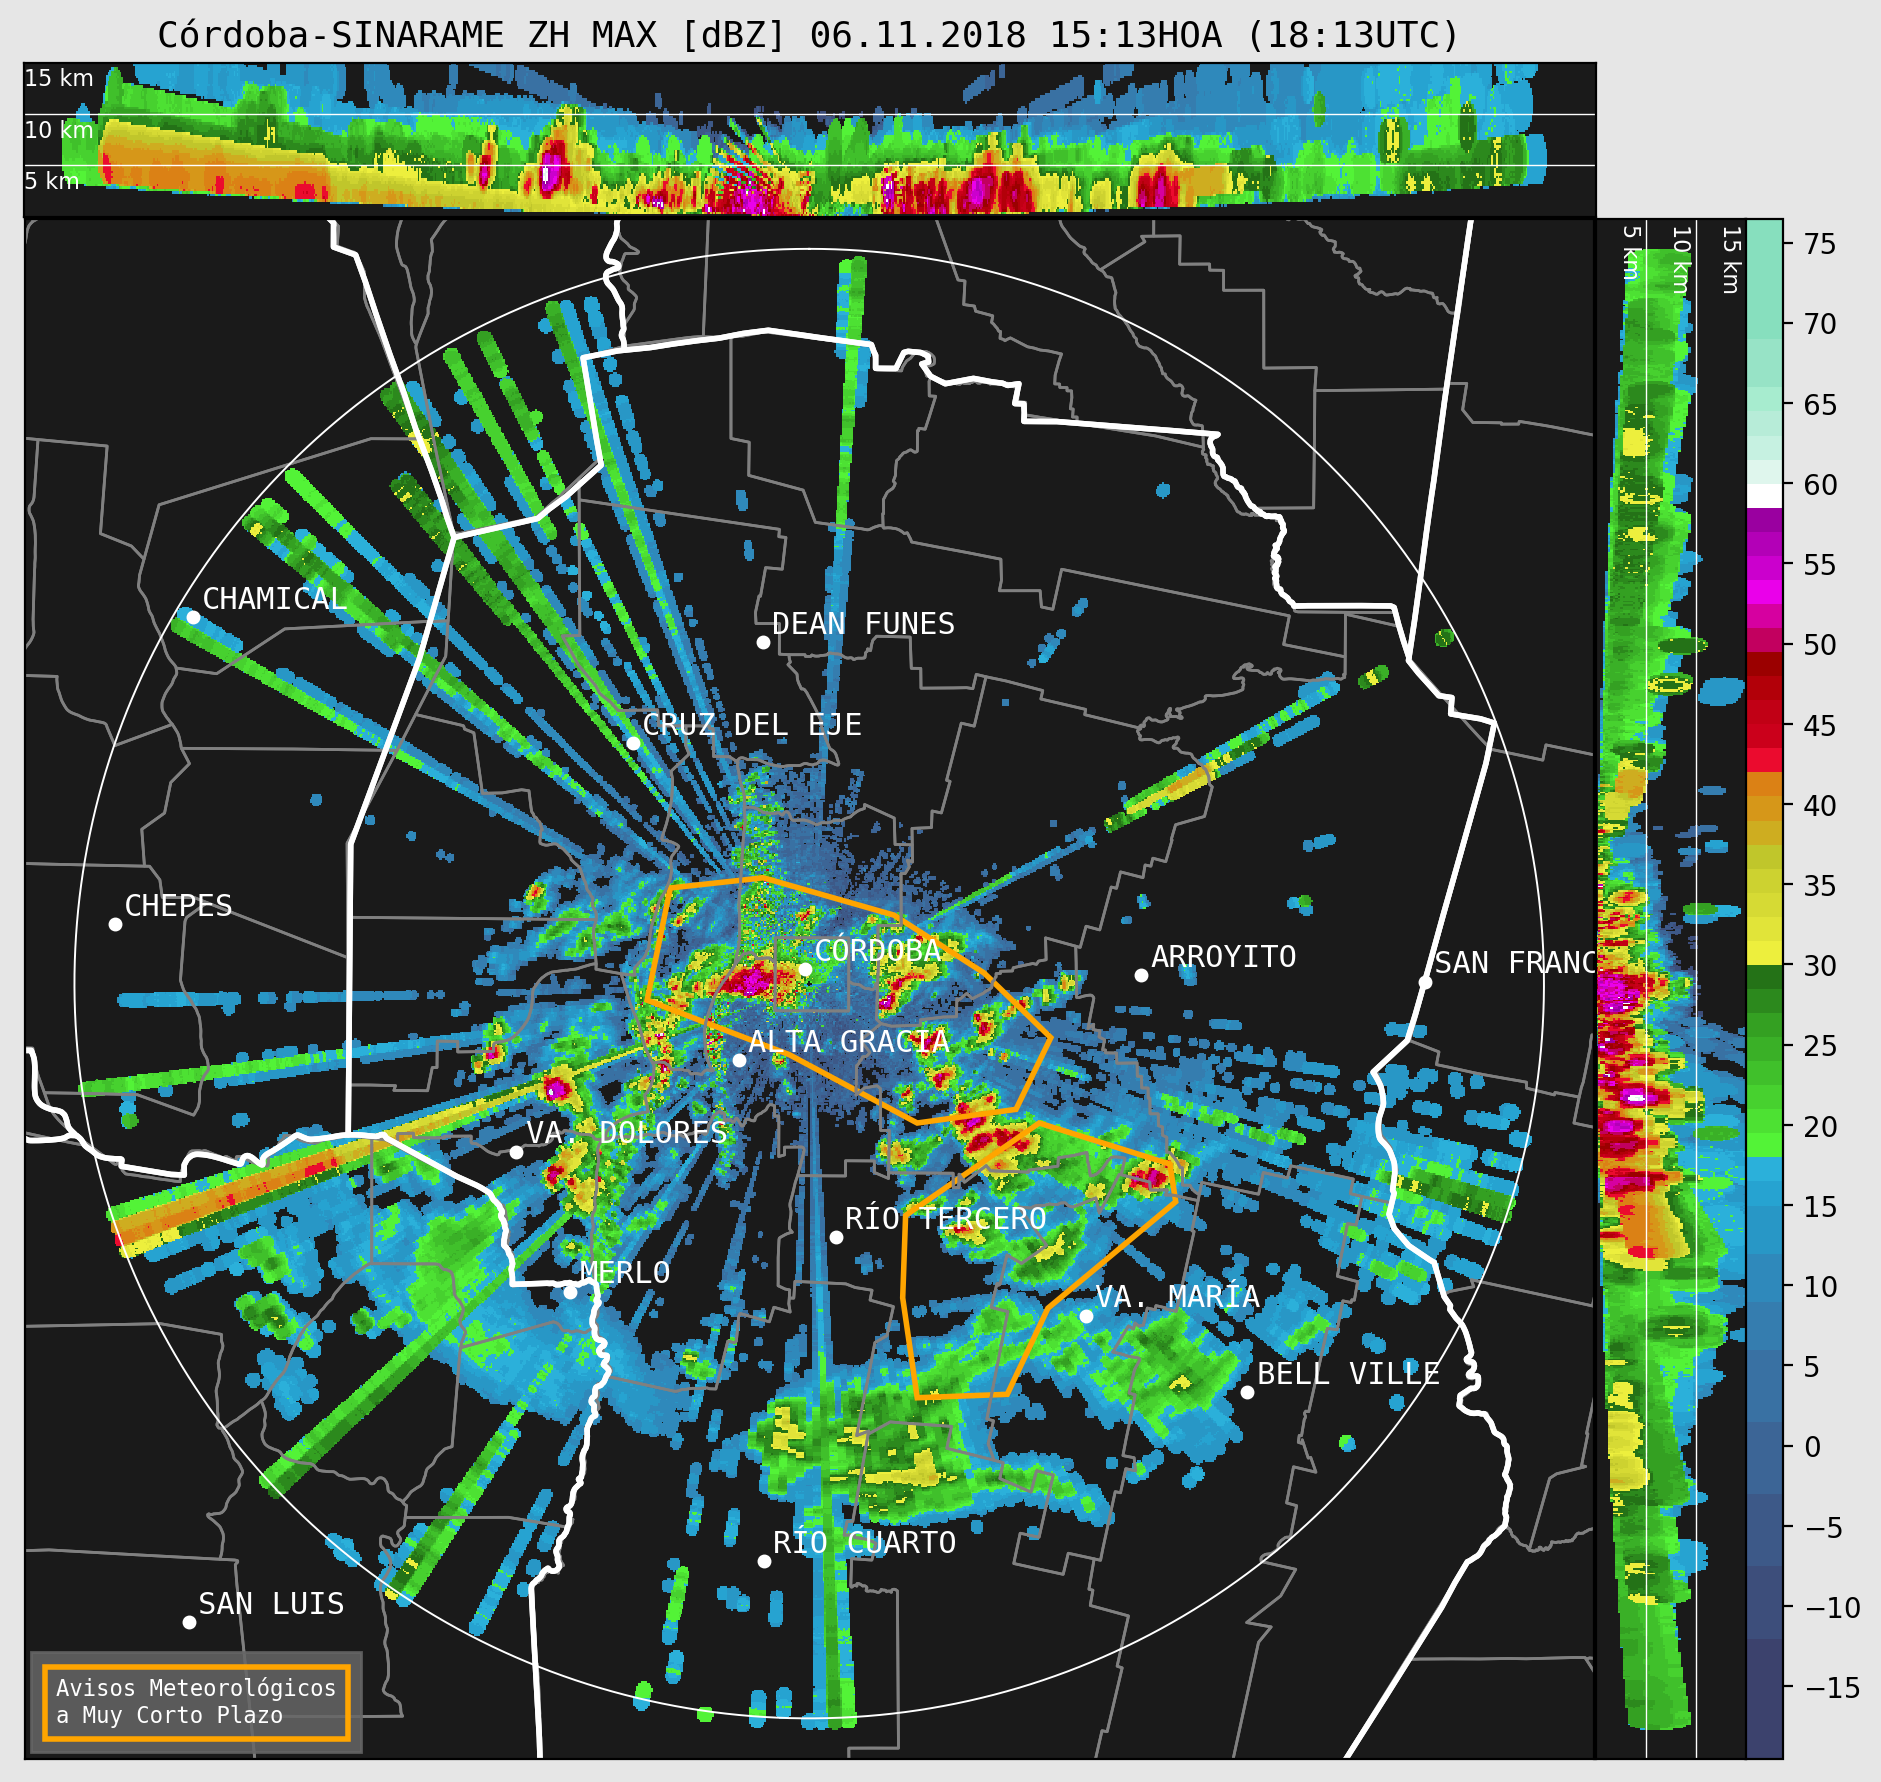 Córdoba-SINARAME ZH MAX [dBZ] 06.11.2018 15:13HOA (18:13UTC)
15 km
10 km
5 km
5 km
10 km
15 km
75
70
65
60
55
50
45
40
35
30
25
20
15
10
5
0
−5
−10
−15
CHAMICAL
DEAN FUNES
CRUZ DEL EJE
CHEPES
CÓRDOBA
ARROYITO
SAN FRANC
ALTA GRACIA
VA. DOLORES
RÍO TERCERO
MERLO
VA. MARÍA
BELL VILLE
RÍO CUARTO
SAN LUIS
Avisos Meteorológicos
a Muy Corto Plazo